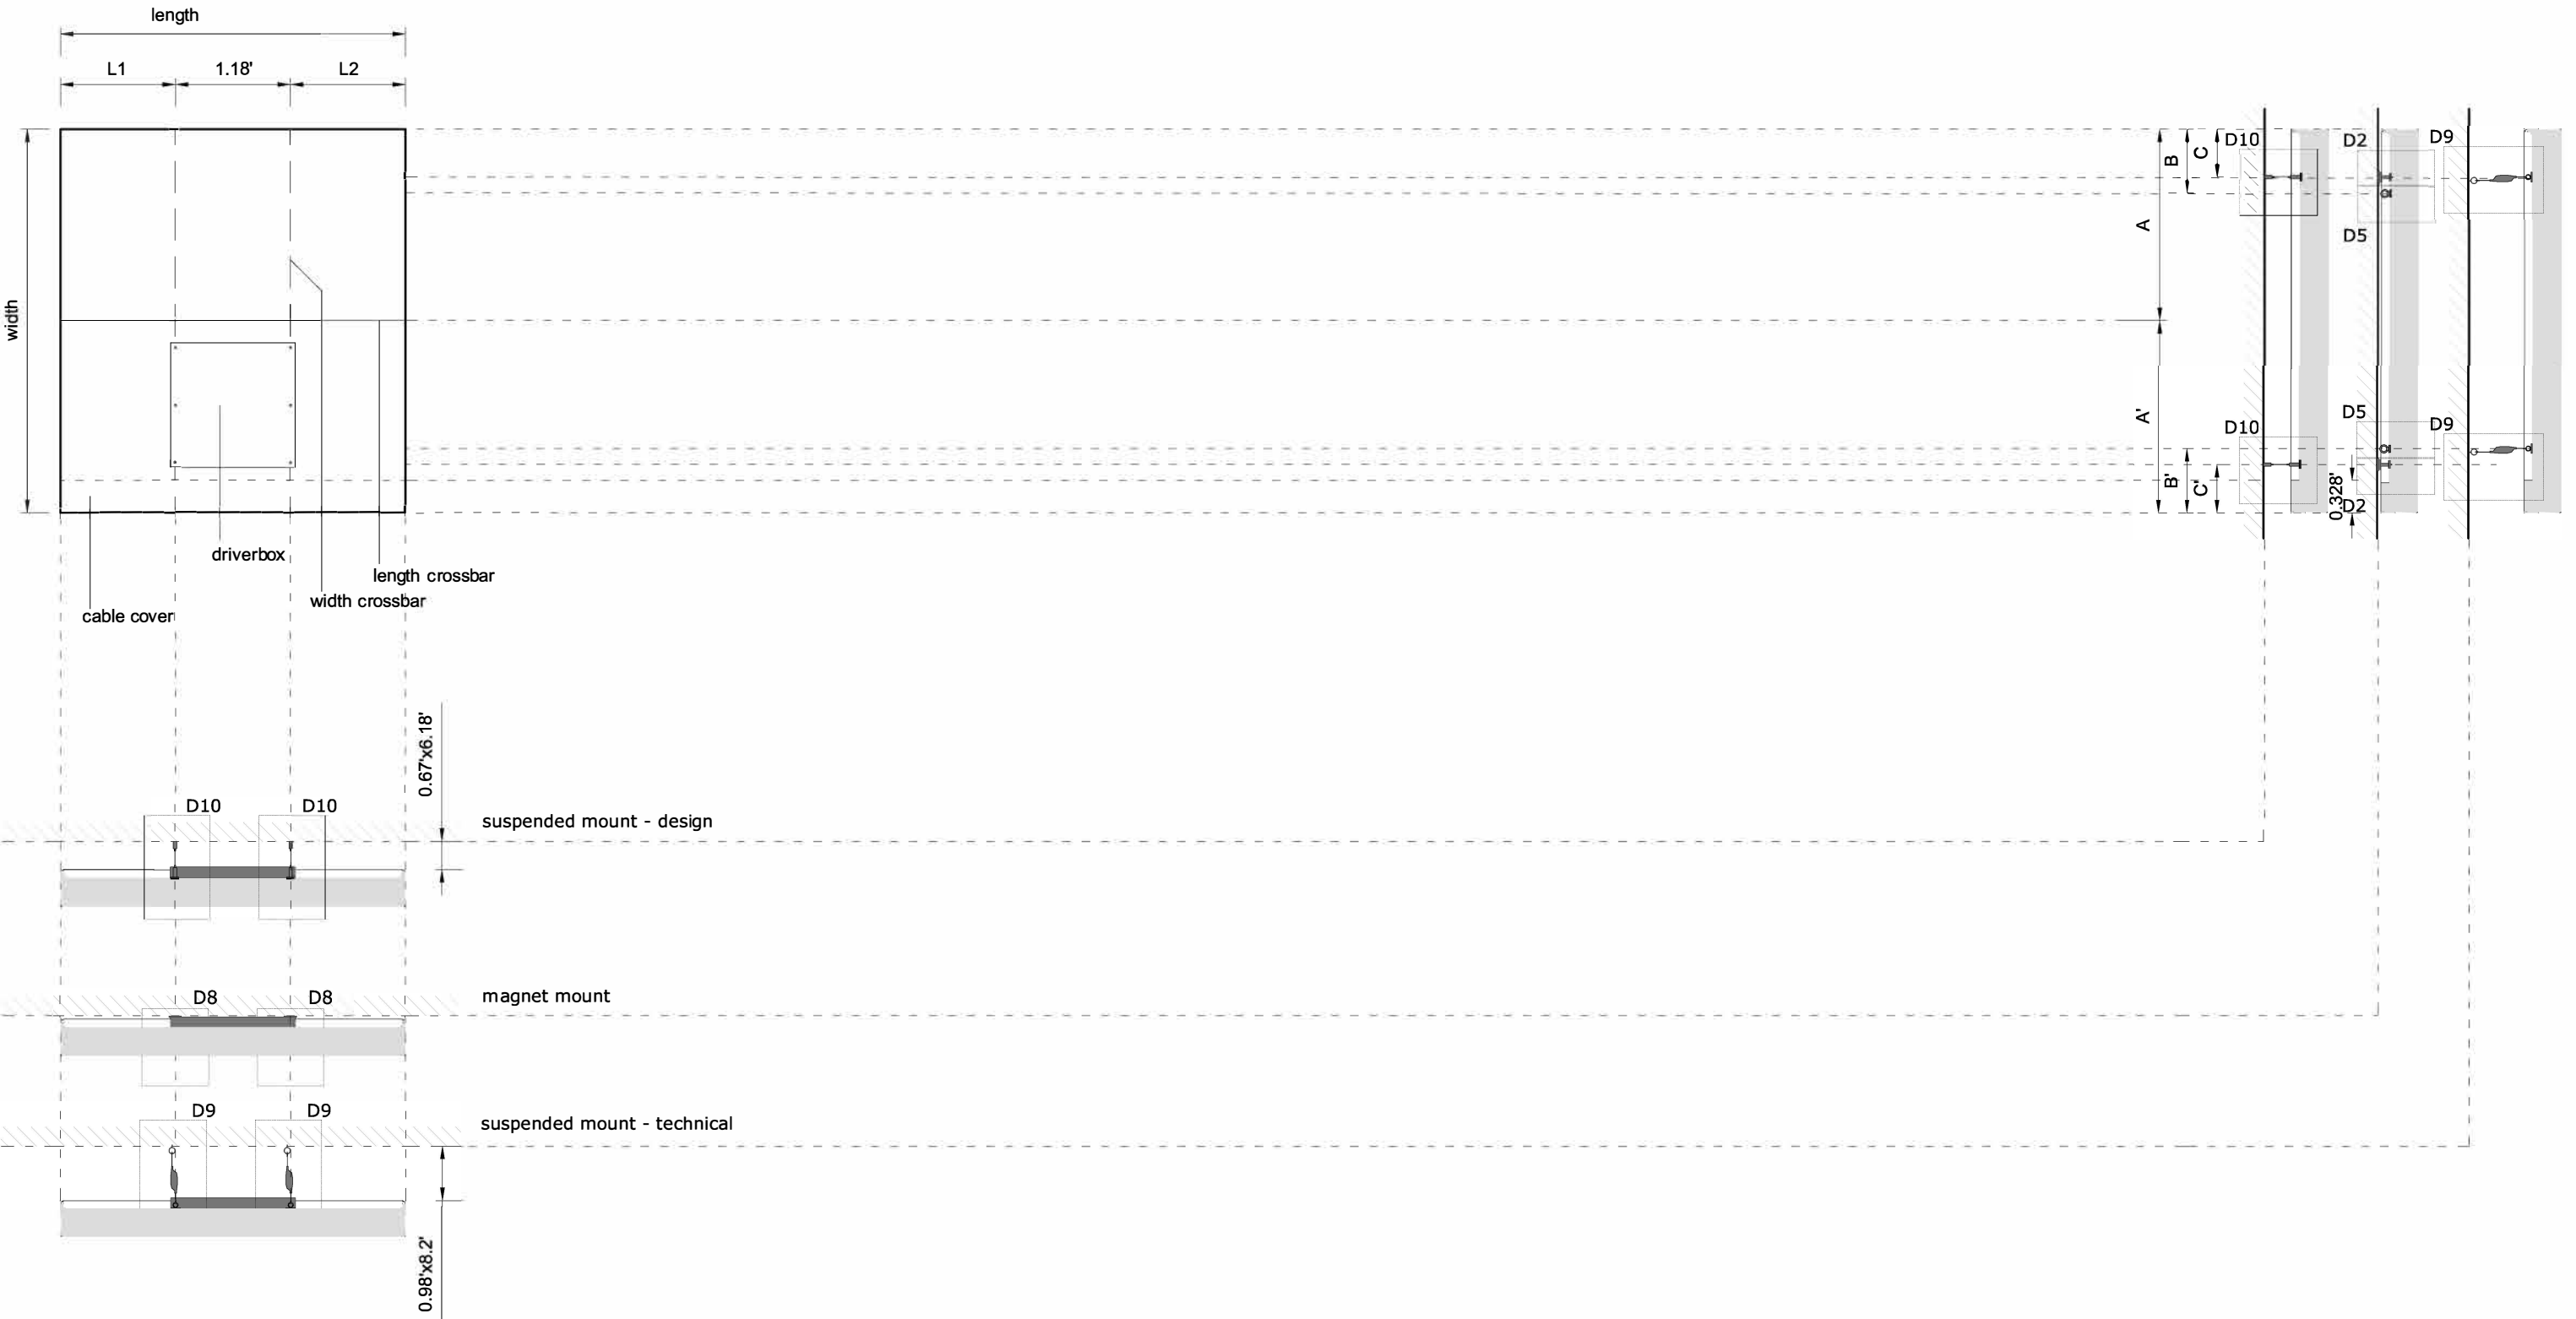 length
L1
1.18'
L2
width
driverbox
length crossbar
width crossbar
cable cover
A
B
C
A'
B'
C'
D10
D2
D9
D5
D10
D5
D9
0.328'
D2
0.67'x6.18'
D10
D10
suspended mount - design
D8
D8
magnet mount
D9
D9
suspended mount - technical
0.98'x8.2'